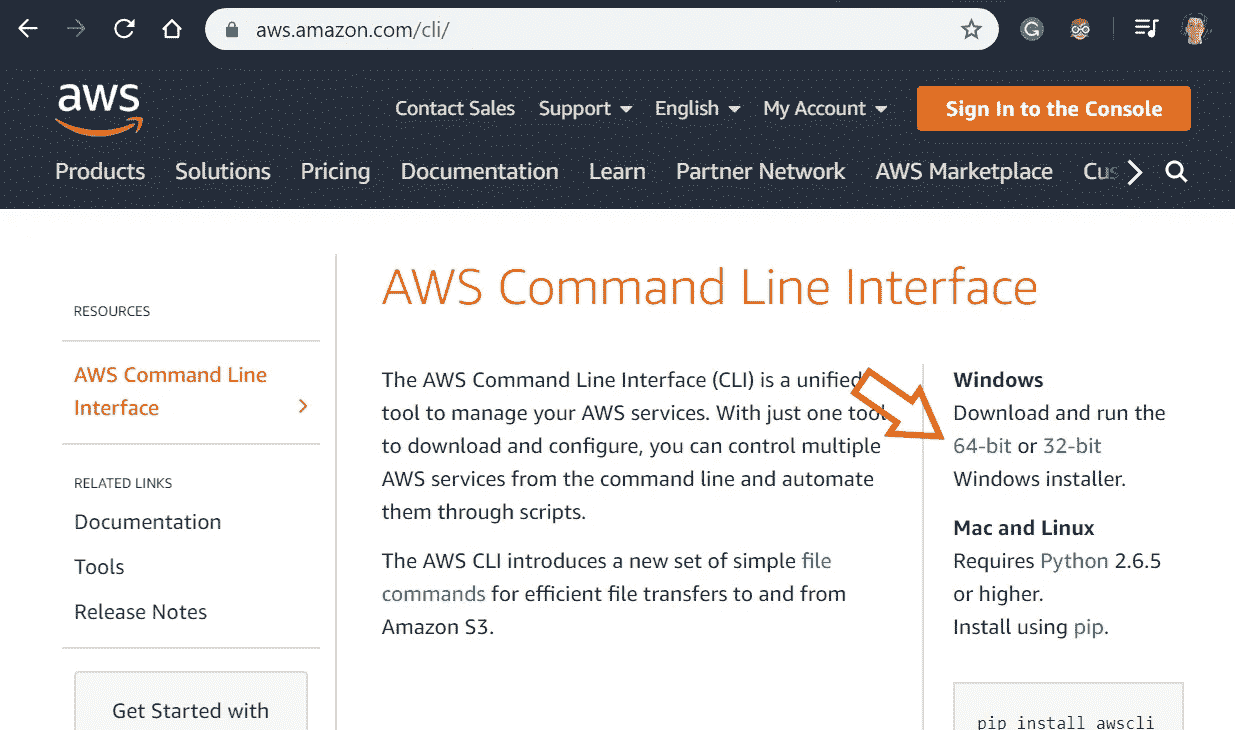 aws.amazon.com/cli/
G
aws
Contact Sales Support English My Account Sign In to the Console
Products Solutions Pricing Documentation Learn Partner Network AWS Marketplace Cus
RESOURCES
AWS Command Line
Interface
RELATED LINKS
Documentation
Tools
Release Notes
Get Started with
AWS Command Line Interface
The AWS Command Line Interface (CLI) is a unified
tool to manage your AWS services. With just one tool
to download and configure, you can control multiple
AWS services from the command line and automate
them through scripts.
The AWS CLI introduces a new set of simple file
commands for efficient file transfers to and from
Amazon S3.
Windows
Download and run the
64-bit or 32-bit
Windows installer.
Mac and Linux
Requires Python 2.6.5
or higher.
Install using pip.
pip install awscli